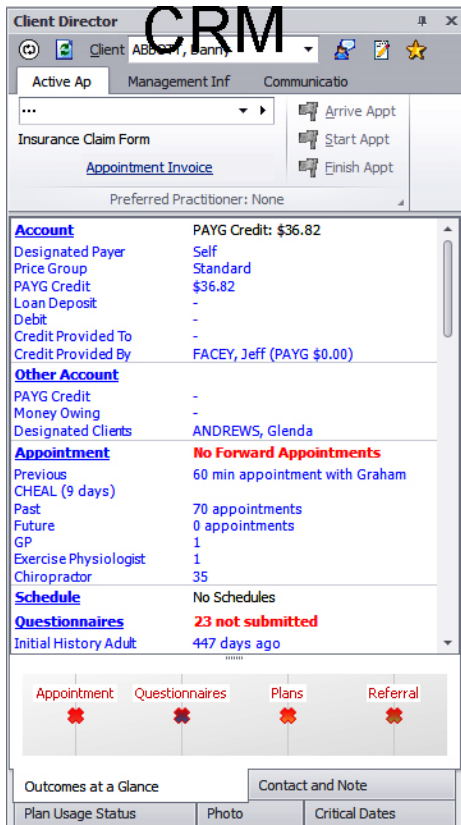 Client Director
CRM
Client ABBOTT, Danny
Active Ap Management Inf Communicatio
... Arrive Appt
Insurance Claim Form Start Appt
Appointment Invoice Finish Appt
Preferred Practitioner: None
Account PAYG Credit: $36.82
Designated Payer Self
Price Group Standard
PAYG Credit $36.82
Loan Deposit -
Debit -
Credit Provided To -
Credit Provided By FACEY, Jeff (PAYG $0.00)
Other Account
PAYG Credit -
Money Owing -
Designated Clients ANDREWS, Glenda
Appointment No Forward Appointments
Previous 60 min appointment with Graham
CHEAL (9 days)
Past 70 appointments
Future 0 appointments
GP 1
Exercise Physiologist 1
Chiropractor 35
Schedule No Schedules
Questionnaires 23 not submitted
Initial History Adult 447 days ago
Appointment Questionnaires Plans Referral
Outcomes at a Glance Contact and Note
Plan Usage Status Photo Critical Dates